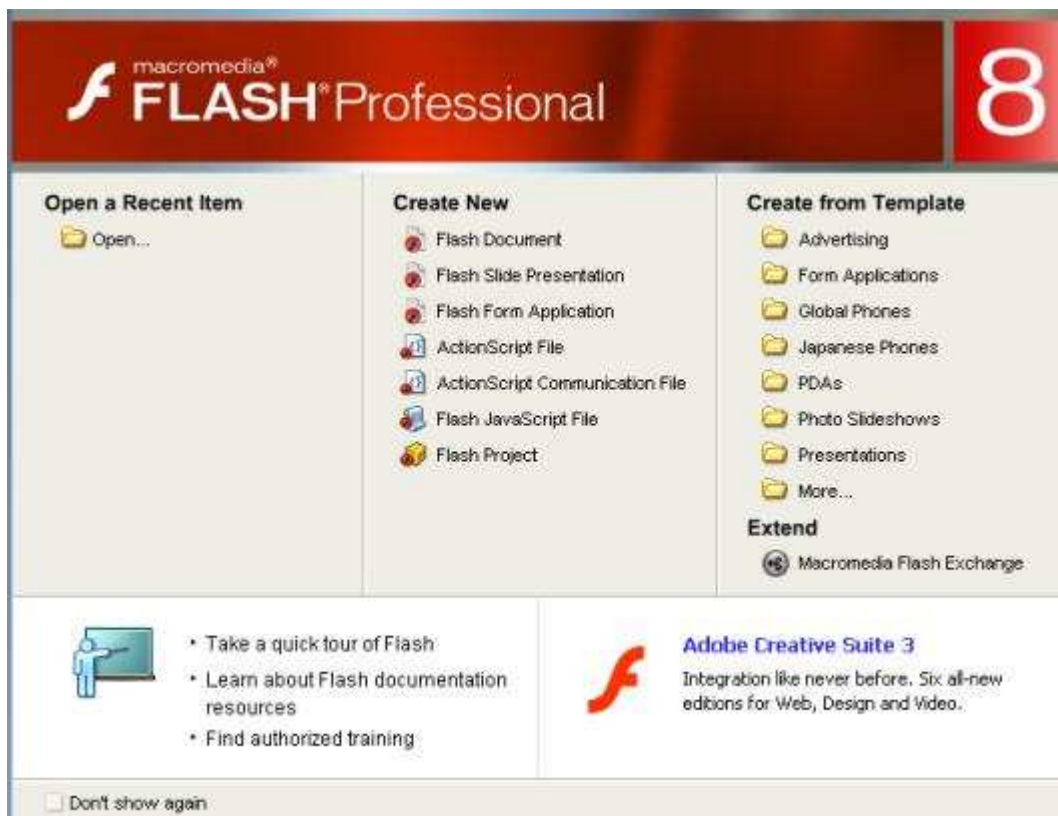 macromedia®
FLASH® Professional
8
Open a Recent Item
Open...
Create New
Flash Document
Flash Slide Presentation
Flash Form Application
ActionScript File
ActionScript Communication File
Flash JavaScript File
Flash Project
Create from Template
Advertising
Form Applications
Global Phones
Japanese Phones
PDAs
Photo Slideshows
Presentations
More...
Extend
Macromedia Flash Exchange
• Take a quick tour of Flash
• Learn about Flash documentation
resources
• Find authorized training
Adobe Creative Suite 3
Integration like never before. Six all-new
editions for Web, Design and Video.
Don't show again